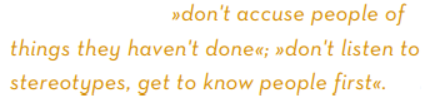 »don't accuse people of
things they haven't done«; »don't listen to
stereotypes, get to know people first«.